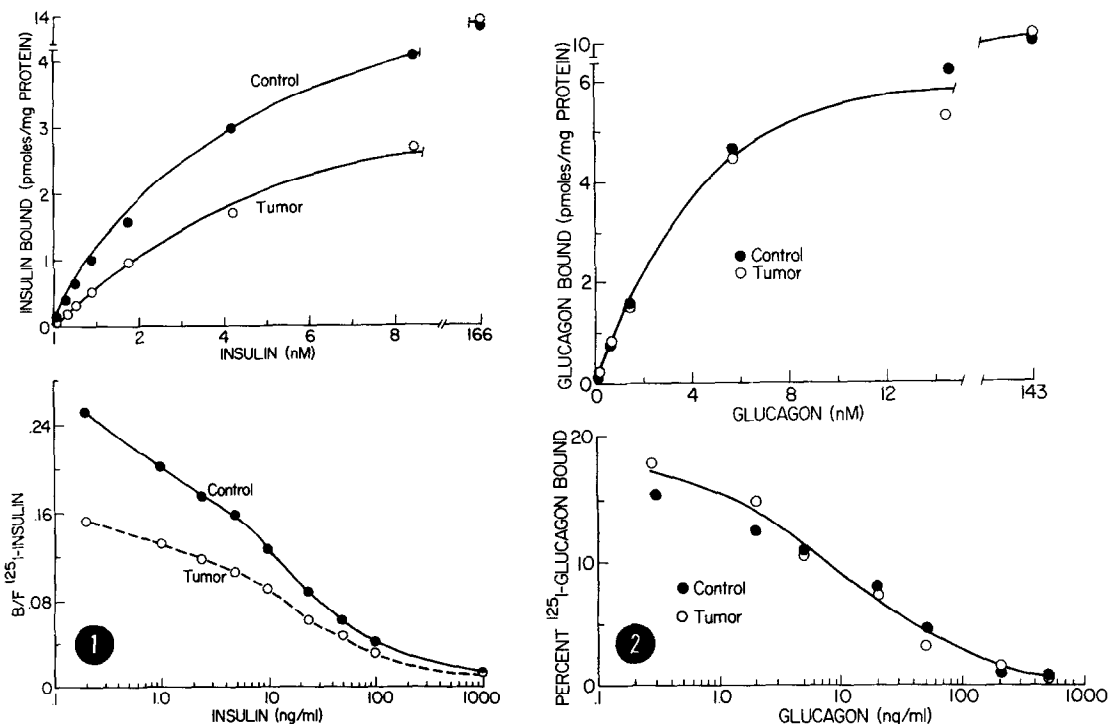 INSULIN BOUND (pmoles/mg PROTEIN)
14
4
3
2
1
0
Control
Tumor
2
4
6
8
166
INSULIN (nM)
B/F 125I-INSULIN
.24
.16
.08
0
Control
Tumor
1
.1
1.0
10
100
1000
INSULIN (ng/ml)
GLUCAGON BOUND (pmoles/mg PROTEIN)
10
6
4
2
0
Control
Tumor
0
4
8
12
143
GLUCAGON (nM)
PERCENT 125I-GLUCAGON BOUND
20
10
0
Control
Tumor
2
.1
1.0
10
100
1000
GLUCAGON (ng/ml)